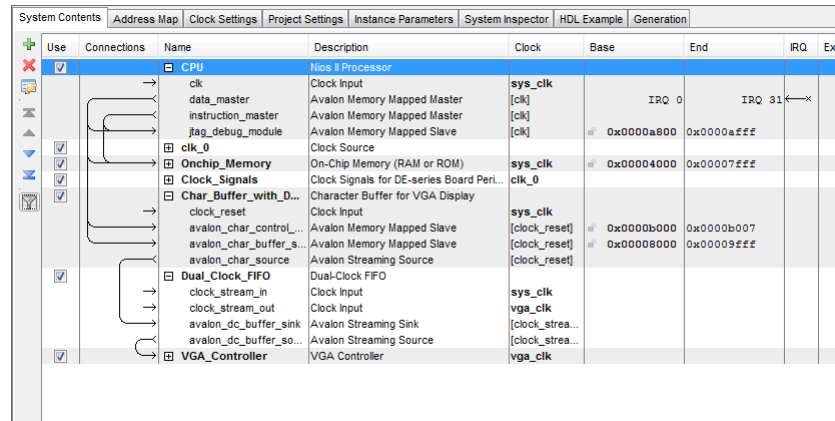 System Contents Address Map Clock Settings Project Settings Instance Parameters System Inspector HDL Example Generation
Use Connections Name Description Clock Base End IRQ Ex
CPU Nios II Processor
clk Clock Input sys_clk
data_master Avalon Memory Mapped Master [clk] IRQ 0 IRQ 31
instruction_master Avalon Memory Mapped Master [clk]
jtag_debug_module Avalon Memory Mapped Slave [clk] 0x0000a800 0x0000afff
clk_0 Clock Source
Onchip_Memory On-Chip Memory (RAM or ROM) sys_clk 0x00004000 0x00007fff
Clock_Signals Clock Signals for DE-series Board Peri... clk_0
Char_Buffer_with_D... Character Buffer for VGA Display
clock_reset Clock Input sys_clk
avalon_char_control_... Avalon Memory Mapped Slave [clock_reset] 0x0000b000 0x0000b007
avalon_char_buffer_s... Avalon Memory Mapped Slave [clock_reset] 0x00008000 0x00009fff
avalon_char_source Avalon Streaming Source [clock_reset]
Dual_Clock_FIFO Dual-Clock FIFO
clock_stream_in Clock Input sys_clk
clock_stream_out Clock Input vga_clk
avalon_dc_buffer_sink Avalon Streaming Sink [clock_strea...
avalon_dc_buffer_so... Avalon Streaming Source [clock_strea...
VGA_Controller VGA Controller vga_clk